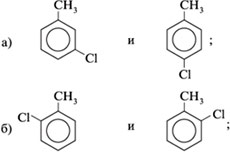 CH₃ CH₃
а) и ;
Cl
Cl
CH₃ CH₃
Cl Cl
б) и ;